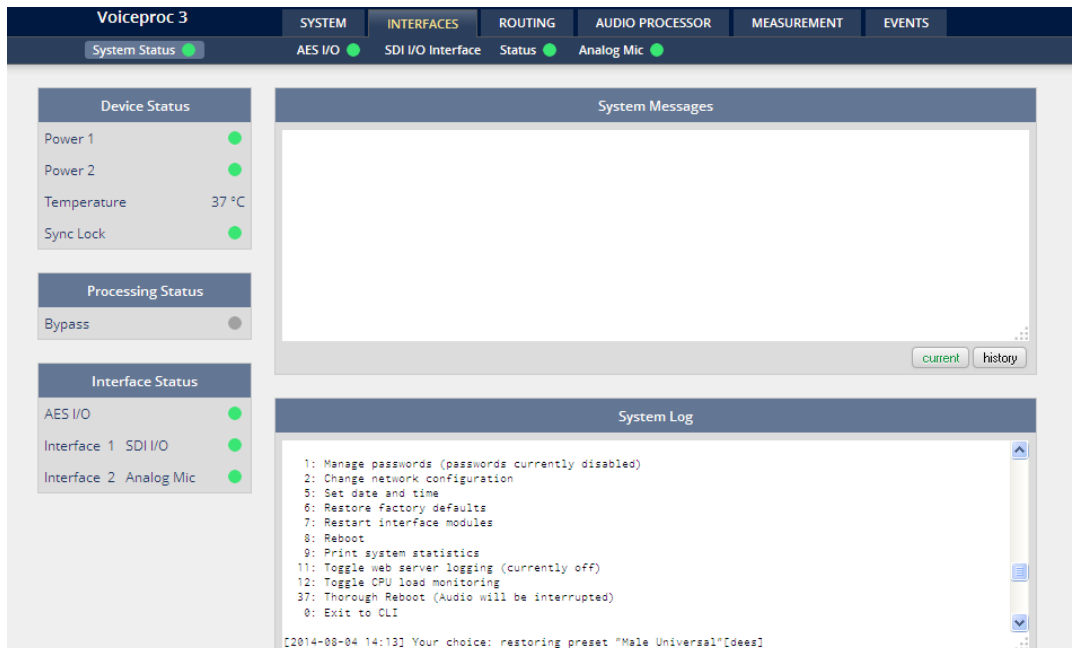 Voiceproc 3
SYSTEM INTERFACES ROUTING AUDIO PROCESSOR MEASUREMENT EVENTS
System Status AES I/O SDI I/O Interface Status Analog Mic
Device Status
Power 1
Power 2
Temperature 37 °C
Sync Lock
Processing Status
Bypass
Interface Status
AES I/O
Interface 1 SDI I/O
Interface 2 Analog Mic
System Messages
current history
System Log
1: Manage passwords (passwords currently disabled)
2: Change network configuration
5: Set date and time
6: Restore factory defaults
7: Restart interface modules
8: Reboot
9: Print system statistics
11: Toggle web server logging (currently off)
12: Toggle CPU load monitoring
37: Thorough Reboot (Audio will be interrupted)
0: Exit to CLI
[2014-08-04 14:13] Your choice: restoring preset "Male Universal"[dees]